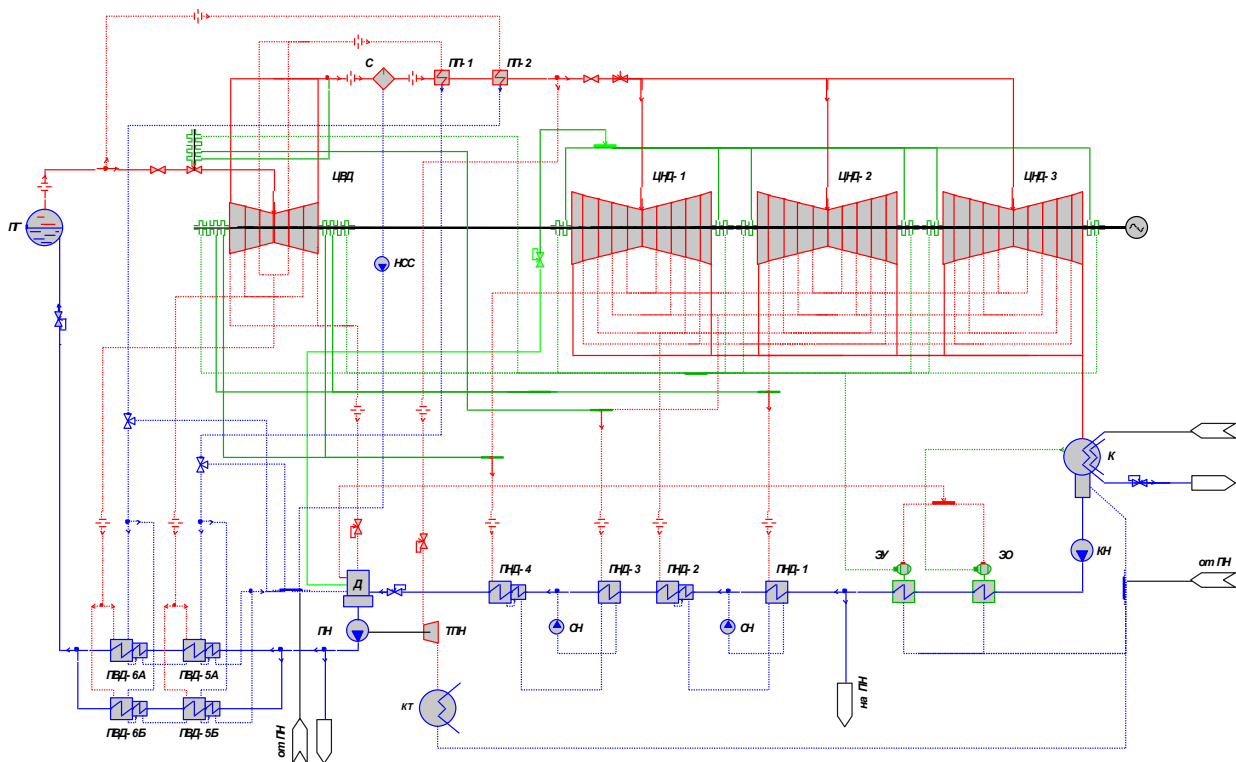 С
ПП-1
ПП-2
ЦВД
ЦНД-1
ЦНД-2
ЦНД-3
ПГ
НСС
К
КН
ЭУ
ЭО
от ПН
ПНД-4
ПНД-3
ПНД-2
ПНД-1
Д
ПН
ТПН
СН
СН
ПВД-6А
ПВД-5А
КТ
на ПН
ПВД-6Б
ПВД-5Б
от ПН